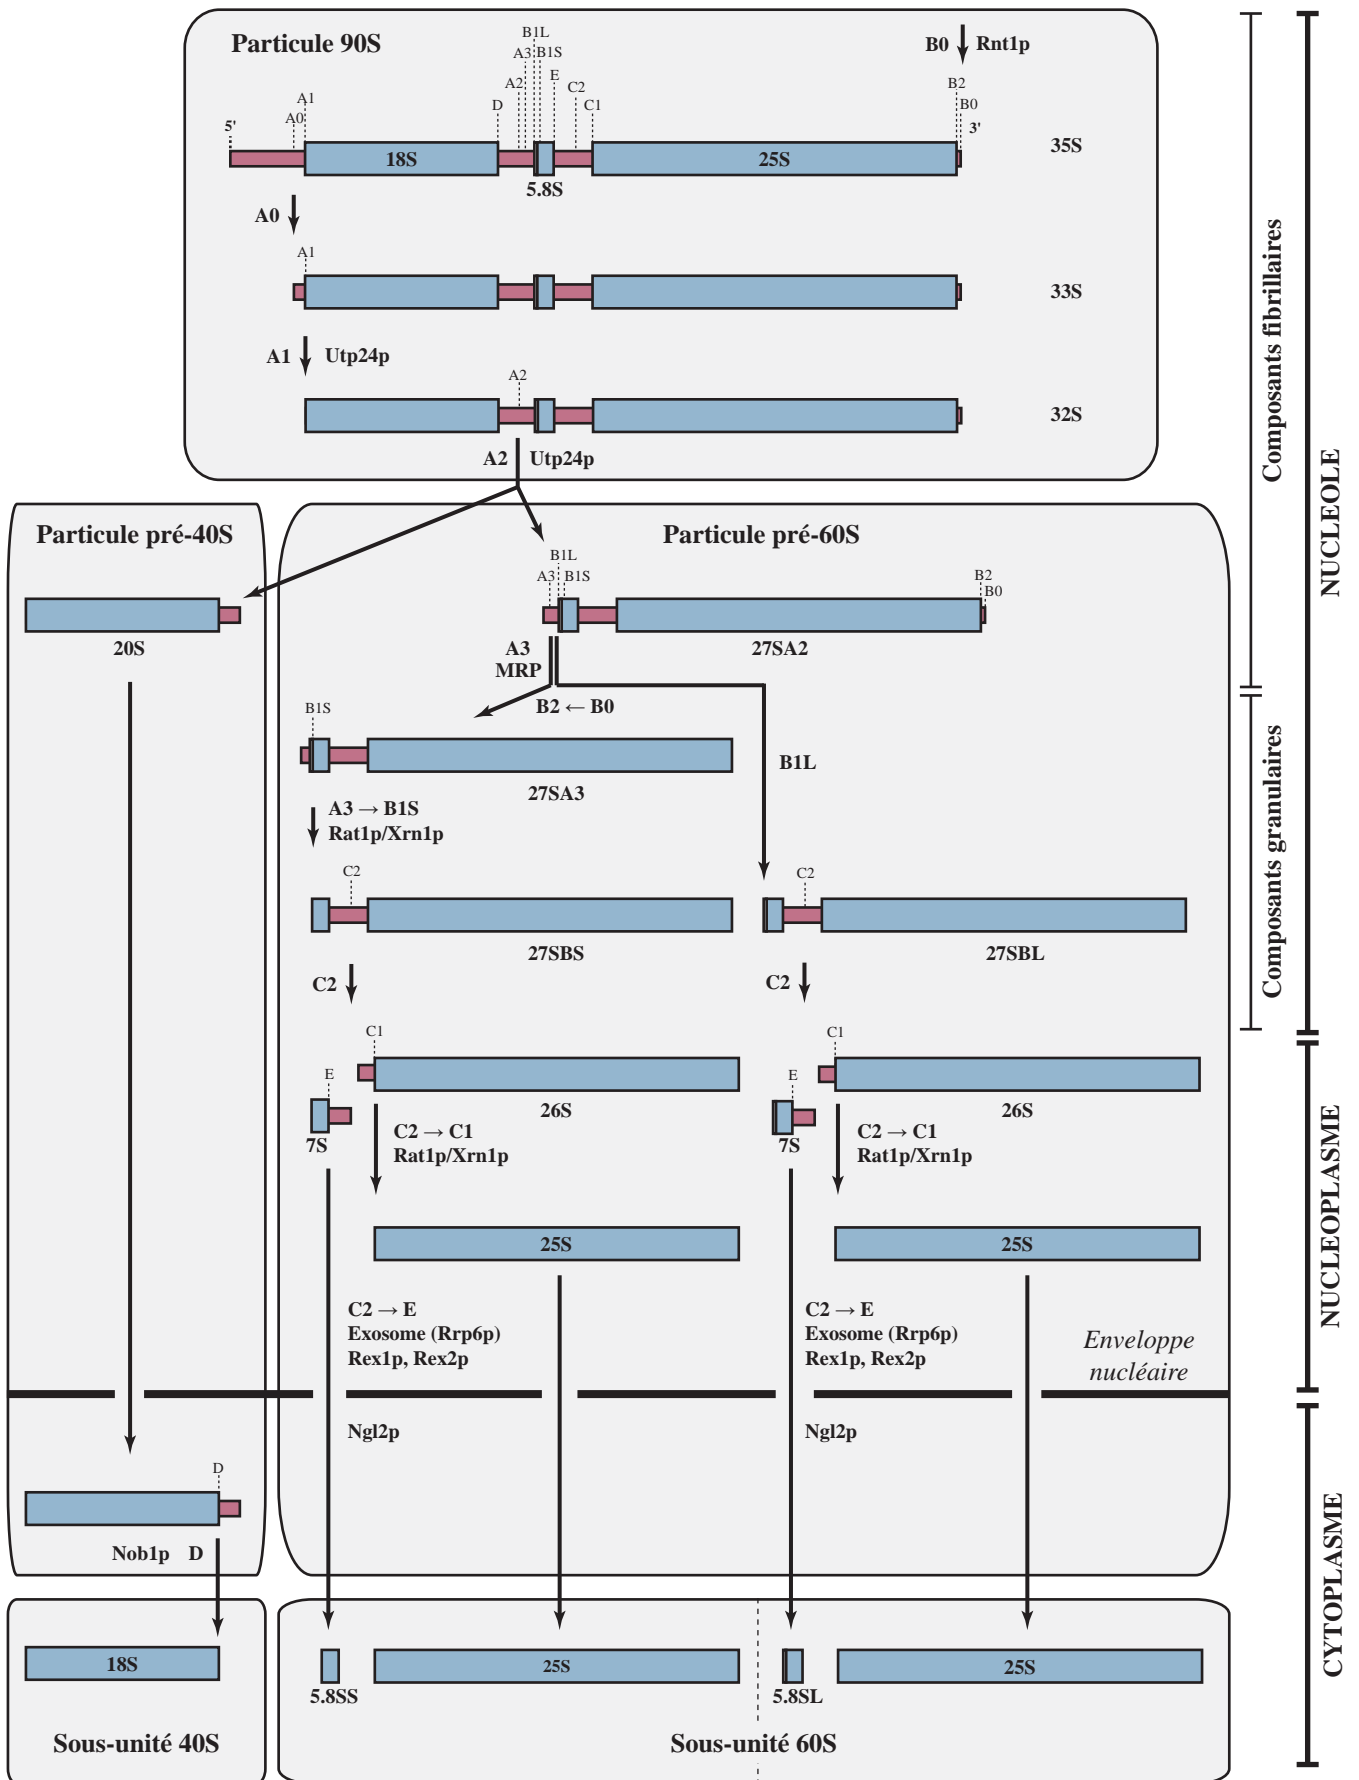 Particule 90S
B0 Rnt1p
B1L
A3 B1S
A2 E C2
A1 D C1 B2
A0 B0
5' 3'
18S 25S 35S
5.8S
A0
A1
33S
A1 Utp24p
A2
32S
A2 Utp24p
Composants fibrillaires
NUCLEOLE
Particule pré-40S
Particule pré-60S
B1L
A3 B1S B2
B0
20S
27SA2
A3
MRP
B2 ← B0
B1S
B1L
27SA3
A3 → B1S
Rat1p/Xrn1p
C2 C2
27SBS 27SBL
C2 C2
Composants granulaires
C1 C1
E E
26S 26S
7S 7S
C2 → C1 C2 → C1
Rat1p/Xrn1p Rat1p/Xrn1p
25S 25S
C2 → E C2 → E
Exosome (Rrp6p) Exosome (Rrp6p)
Rex1p, Rex2p Rex1p, Rex2p
Enveloppe
nucléaire
NUCLEOPLASME
Ngl2p Ngl2p
D
Nob1p D
CYTOPLASME
18S 25S 25S
5.8SS 5.8SL
Sous-unité 40S Sous-unité 60S